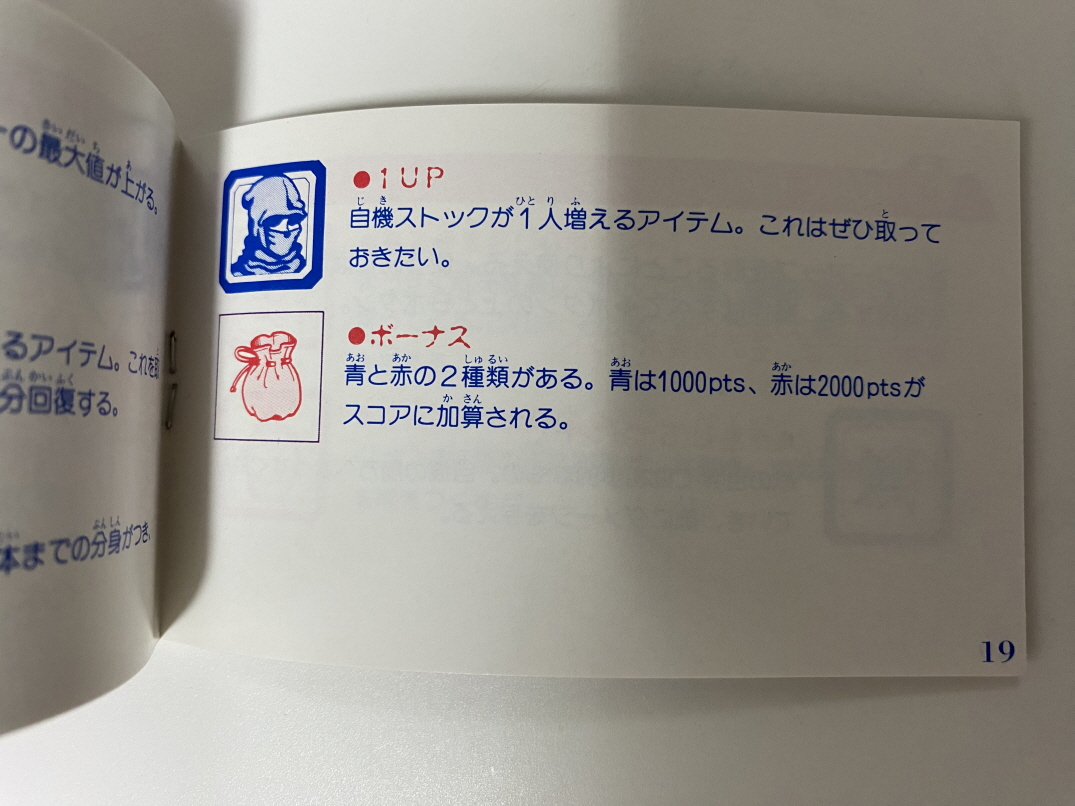 の最大値が上がる。
るアイテム。これを
分回復する。
本までの分身がつき、
●1UP
自機ストックが1人増えるアイテム。これはぜひ取って
おきたい。
●ボーナス
青と赤の2種類がある。青は1000pts、赤は2000ptsが
スコアに加算される。
19